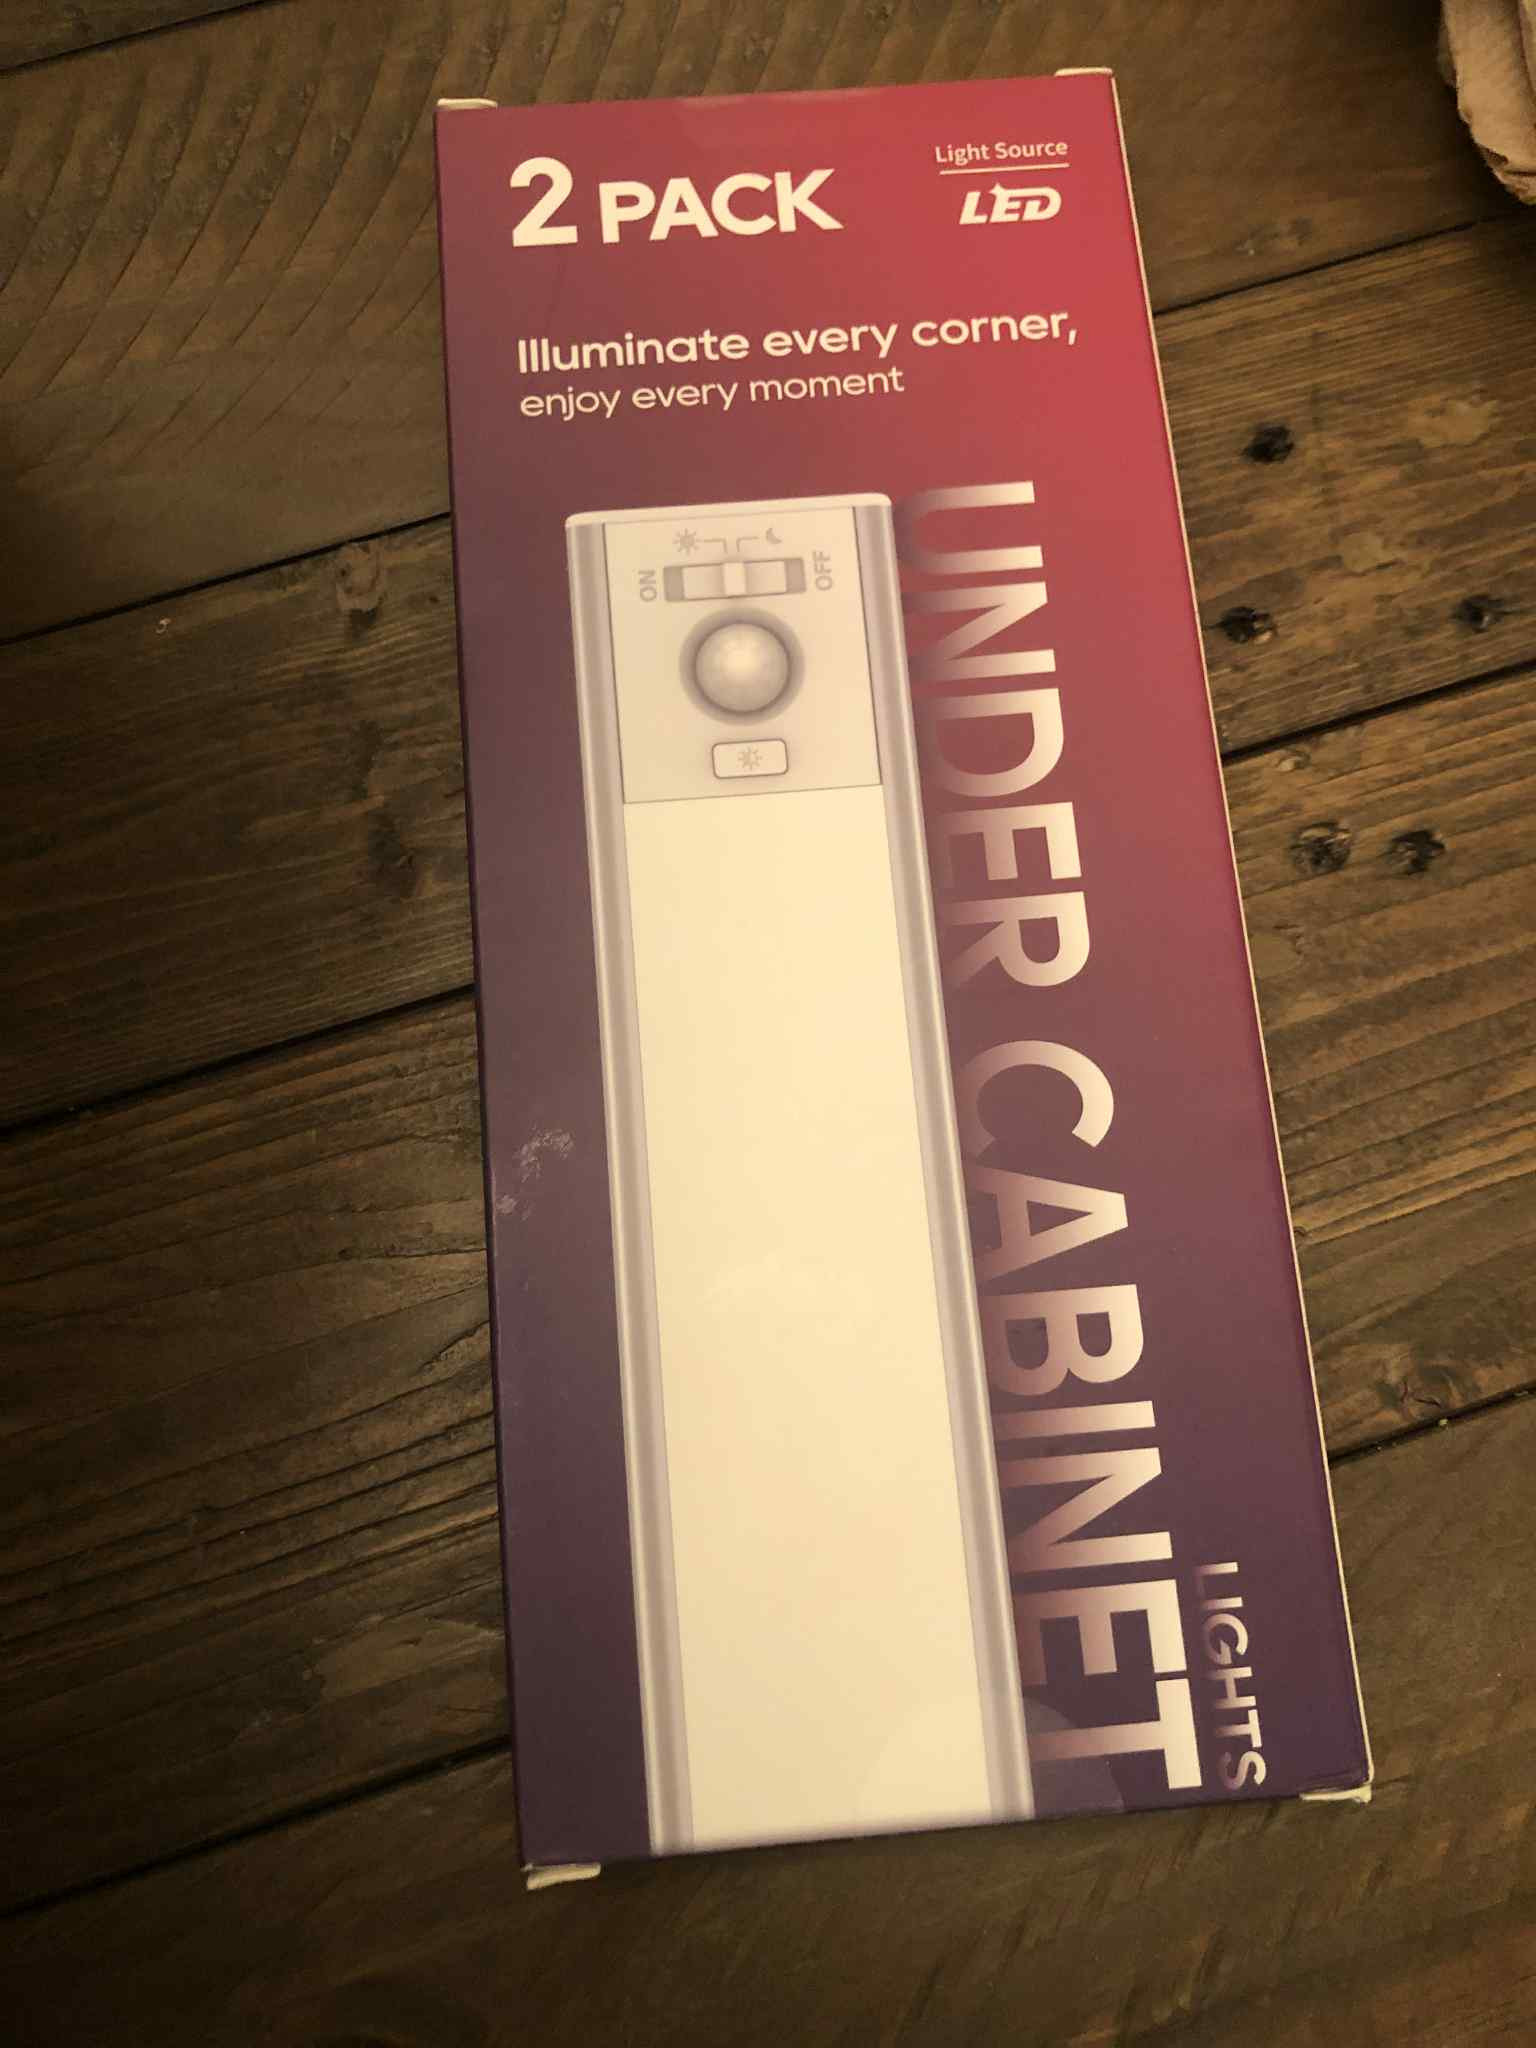 2 PACK
Light Source
LED
Illuminate every corner,
enjoy every moment
ON
OFF
UNDER CABINET
LIGHTS